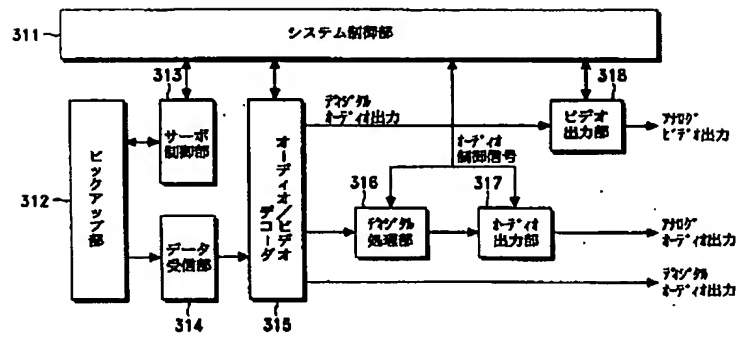 311
システム制御部
313
318
サーボ
制御部
ディジタル
オーディオ出力
ビデオ
出力部
アナログ
ビデオ出力
オーディオ
制御信号
312
ピックアップ部
オーディオ/ビデオ
デコーダ
316
317
ディジタル
処理部
オーディオ
出力部
アナログ
オーディオ出力
データ
受信部
ディジタル
オーディオ出力
314
315